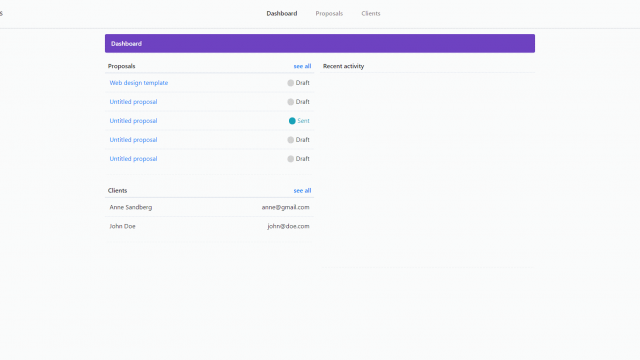 s
Dashboard Proposals Clients
Dashboard
Proposals see all
Web design template Draft
Untitled proposal Draft
Untitled proposal Sent
Untitled proposal Draft
Untitled proposal Draft
Clients see all
Anne Sandberg anne@gmail.com
John Doe john@doe.com
Recent activity